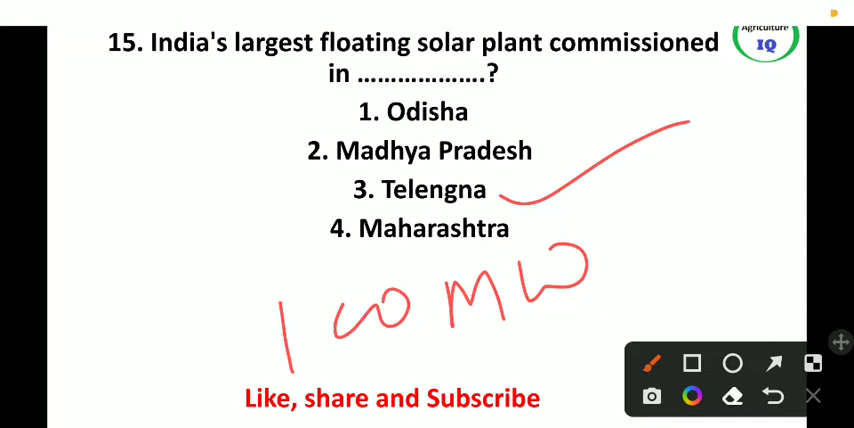 Agriculture
IQ
15. India's largest floating solar plant commissioned
in ……………….?
1. Odisha
2. Madhya Pradesh
3. Telengna
4. Maharashtra
100 MW
Like, share and Subscribe